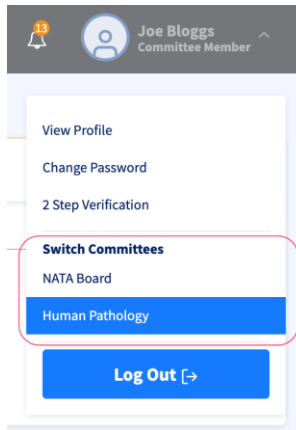 13
Joe Bloggs
Committee Member
View Profile
Change Password
2 Step Verification
Switch Committees
NATA Board
Human Pathology
Log Out